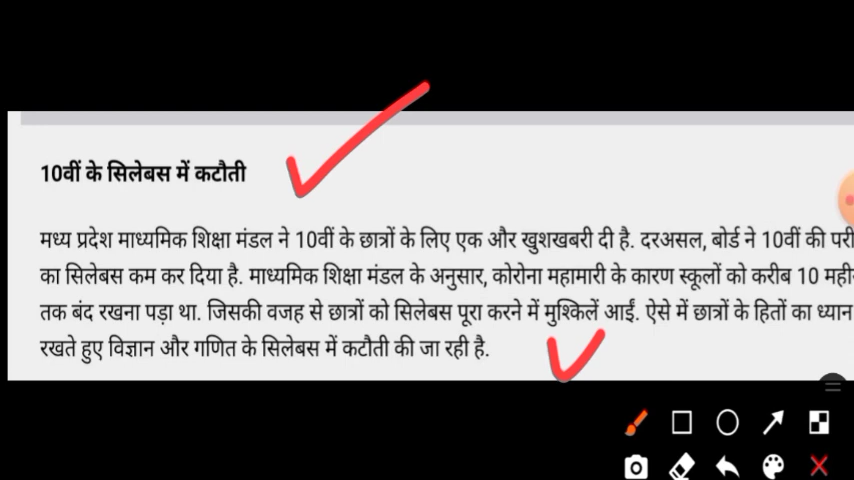 10वीं के सिलेबस में कटौती
मध्य प्रदेश माध्यमिक शिक्षा मंडल ने 10वीं के छात्रों के लिए एक और खुशखबरी दी है. दरअसल, बोर्ड ने 10वीं की
का सिलेबस कम कर दिया है. माध्यमिक शिक्षा मंडल के अनुसार, कोरोना महामारी के कारण स्कूलों को करीब 10
तक बंद रखना पड़ा था. जिसकी वजह से छात्रों को सिलेबस पूरा करने में मुश्किलें आईं. ऐसे में छात्रों के हितों का ध्यान
रखते हुए विज्ञान और गणित के सिलेबस में कटौती की जा रही है.